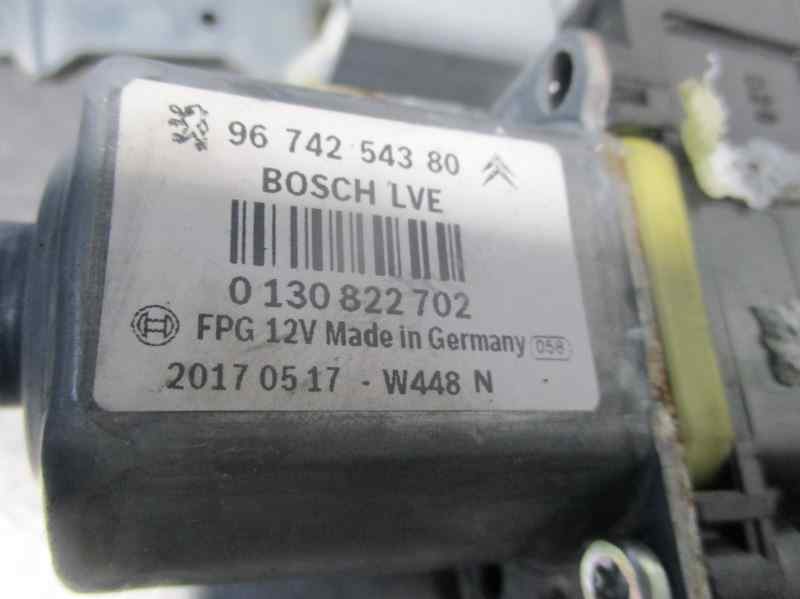 96 742 543 80
BOSCH LVE
0 130 822 702
FPG 12V Made in Germany 058
2017 05 17 - W448 N